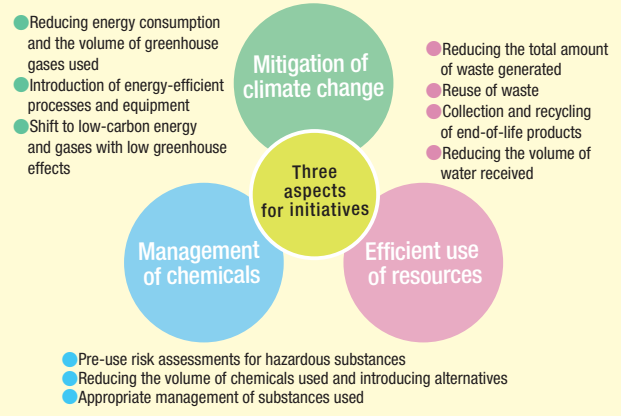 ●Reducing energy consumption
and the volume of greenhouse
gases used
●Introduction of energy-efficient
processes and equipment
●Shift to low-carbon energy
and gases with low greenhouse
effects
Mitigation of
climate change
●Reducing the total amount
of waste generated
●Reuse of waste
●Collection and recycling
of end-of-life products
●Reducing the volume of
water received
Three
aspects
for initiatives
Management
of chemicals
Efficient use
of resources
●Pre-use risk assessments for hazardous substances
●Reducing the volume of chemicals used and introducing alternatives
●Appropriate management of substances used